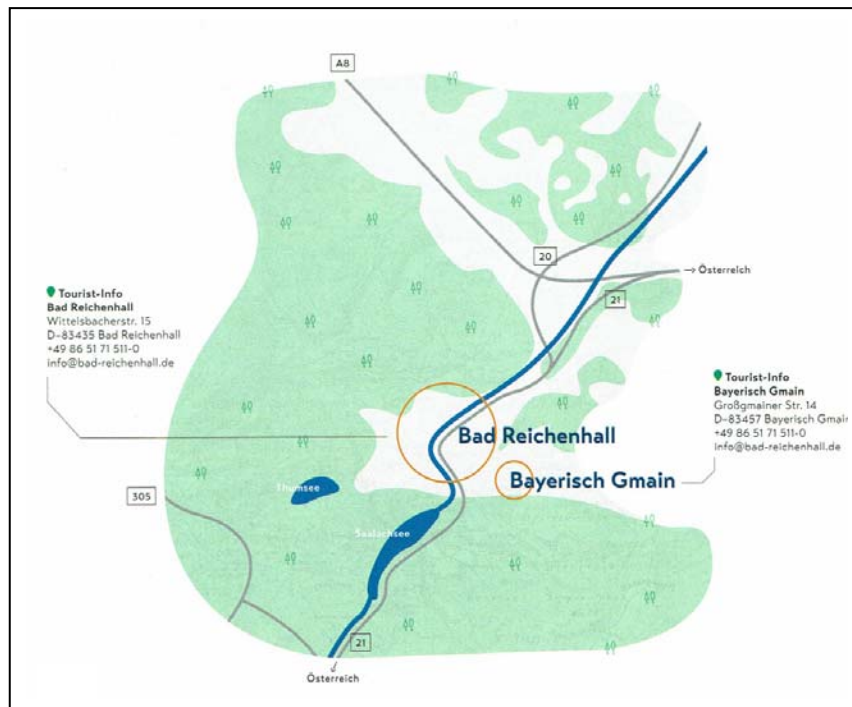 A8
20
→ Österreich
21
Tourist-Info
Bad Reichenhall
Wittelsbacherstr. 15
D-83435 Bad Reichenhall
+49 86 51 71 511-0
info@bad-reichenhall.de
Tourist-Info
Bayerisch Gmain
Großgmainer Str. 14
D-83457 Bayerisch Gmain
+49 86 51 71 511-0
info@bad-reichenhall.de
Bad Reichenhall
Bayerisch Gmain
305
Thumsee
Saalachsee
21
Österreich